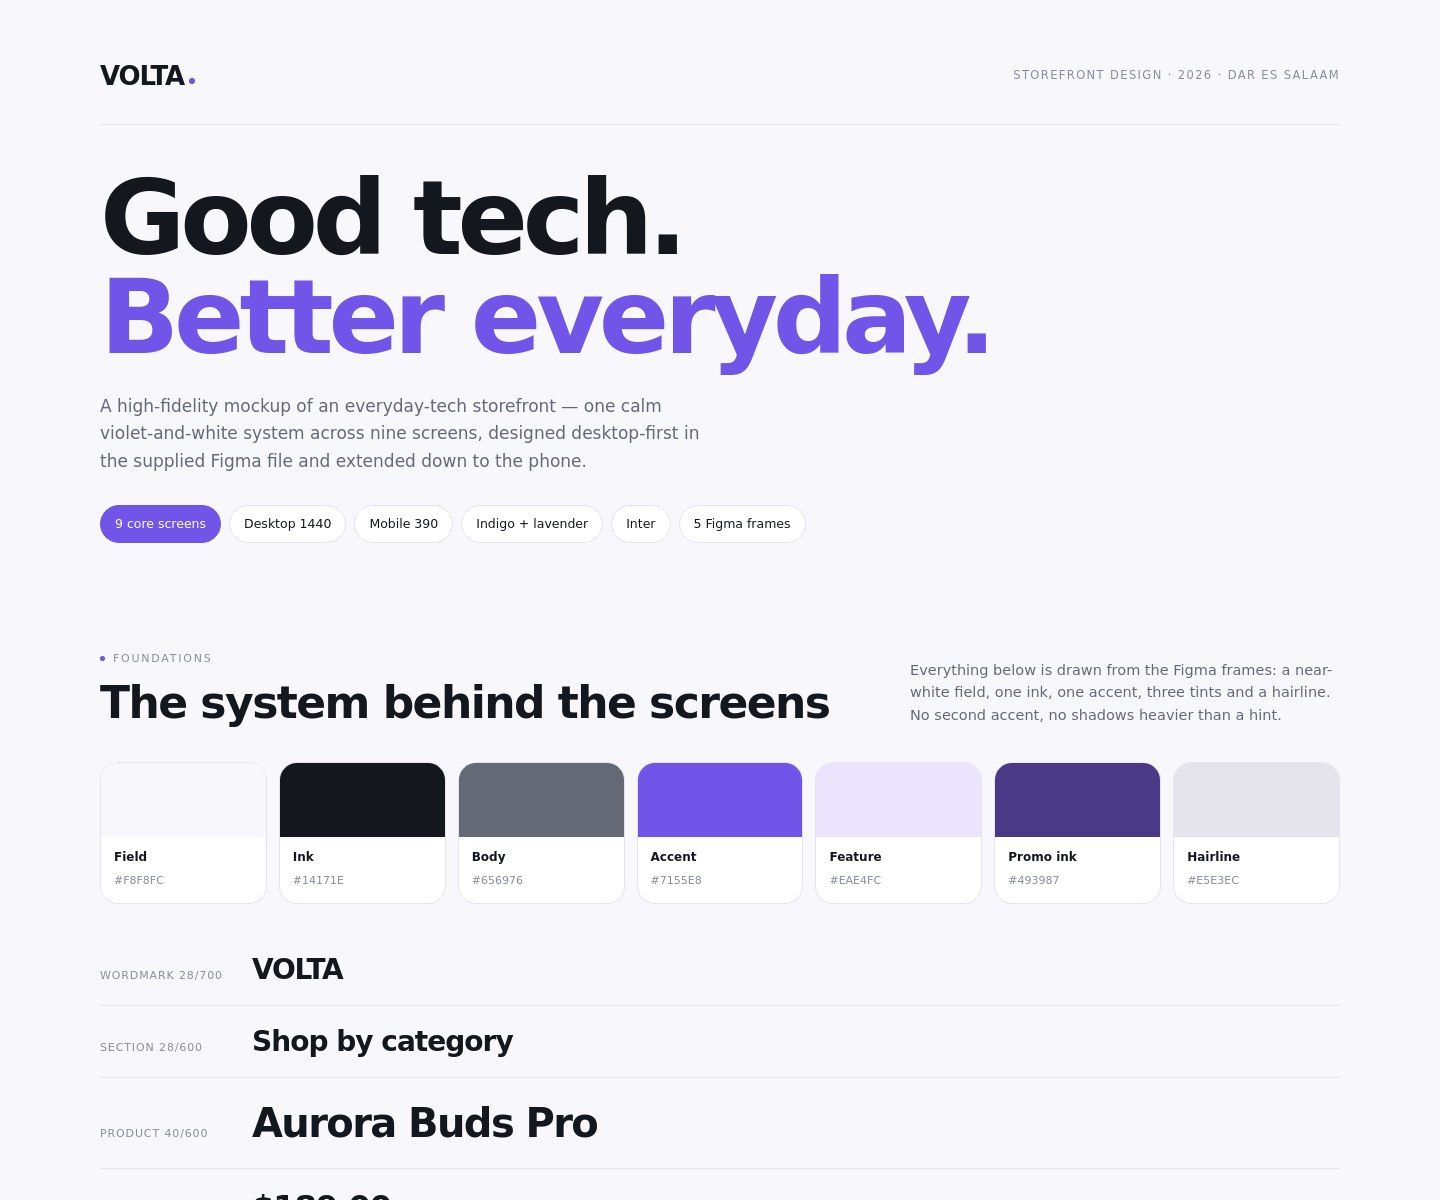 VOLTA.
STOREFRONT DESIGN · 2026 · DAR ES SALAAM
Good tech.
Better everyday.
A high-fidelity mockup of an everyday-tech storefront — one calm
violet-and-white system across nine screens, designed desktop-first in
the supplied Figma file and extended down to the phone.
9 core screens
Desktop 1440
Mobile 390
Indigo + lavender
Inter
5 Figma frames
FOUNDATIONS
The system behind the screens
Everything below is drawn from the Figma frames: a near-
white field, one ink, one accent, three tints and a hairline.
No second accent, no shadows heavier than a hint.
Field
#F8F8FC
Ink
#14171E
Body
#656976
Accent
#7155E8
Feature
#EAE4FC
Promo ink
#493987
Hairline
#E5E3EC
WORDMARK 28/700
VOLTA
SECTION 28/600
Shop by category
PRODUCT 40/600
Aurora Buds Pro